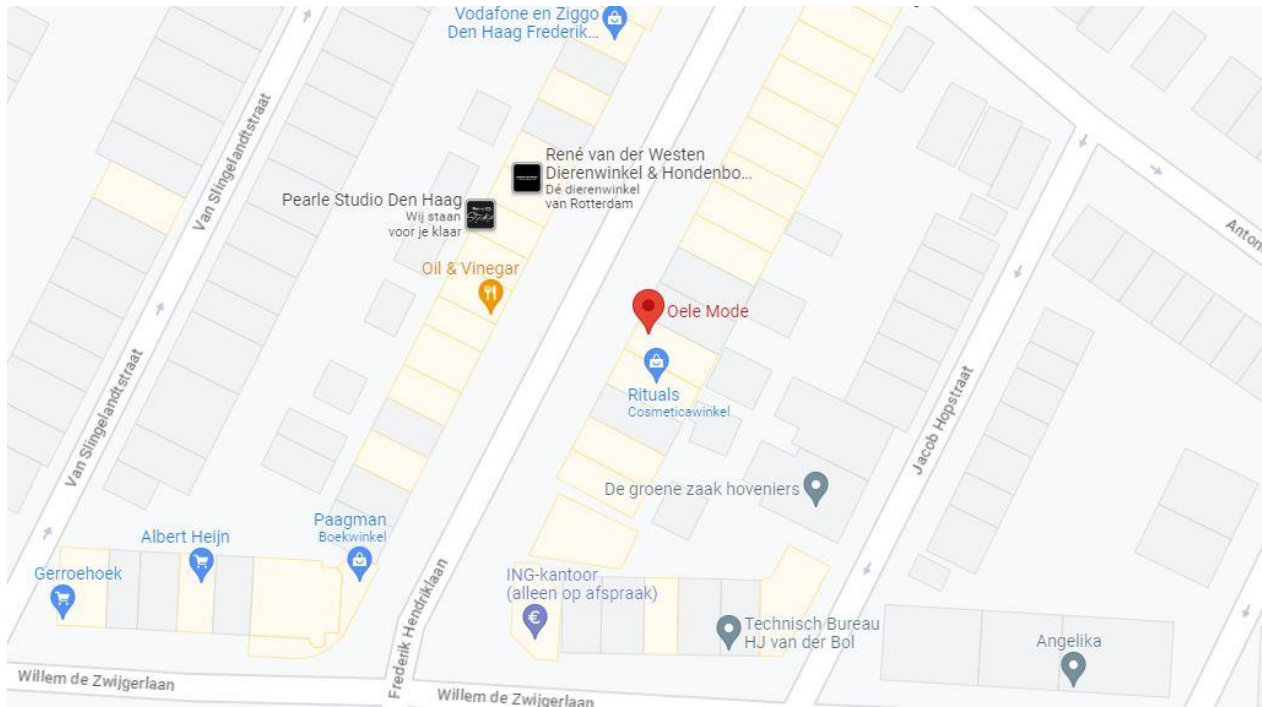 Vodafone en Ziggo
Den Haag Frederik...
Van Slingelandtstraat
René van der Westen
Dierenwinkel & Hondenbo...
Dé dierenwinkel
van Rotterdam
Pearle Studio Den Haag
Wij staan
voor je klaar
Anton
Oil & Vinegar
Oele Mode
Rituals
Cosmeticawinkel
Van Slingelandtstraat
Jacob Hopstraat
De groene zaak hoveniers
Paagman
Boekwinkel
Albert Heijn
Gerroehoek
ING-kantoor
(alleen op afspraak)
€
Frederik Hendriklaan
Technisch Bureau
HJ van der Bol
Angelika
Willem de Zwijgerlaan
Willem de Zwijgerlaan